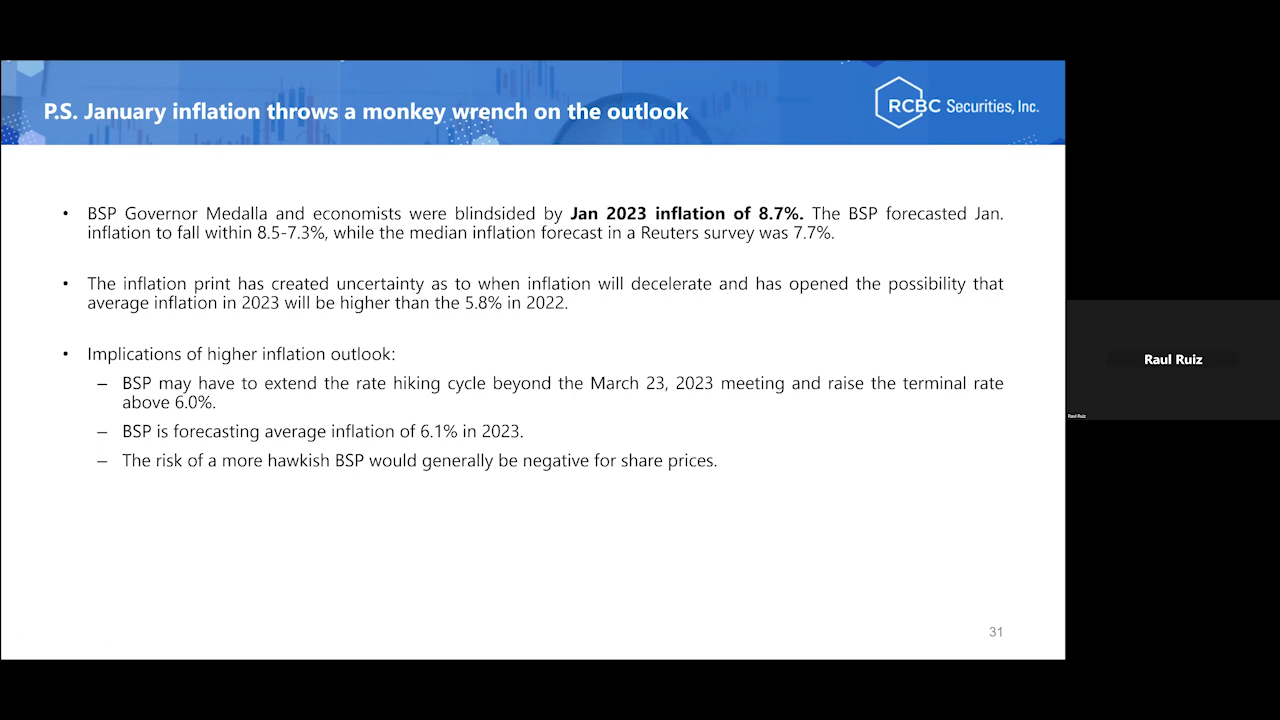 P.S. January inflation throws a monkey wrench on the outlook
RCBC Securities, Inc.
• BSP Governor Medalla and economists were blindsided by Jan 2023 inflation of 8.7%. The BSP forecasted Jan.
inflation to fall within 8.5-7.3%, while the median inflation forecast in a Reuters survey was 7.7%.
• The inflation print has created uncertainty as to when inflation will decelerate and has opened the possibility that
average inflation in 2023 will be higher than the 5.8% in 2022.
• Implications of higher inflation outlook:
– BSP may have to extend the rate hiking cycle beyond the March 23, 2023 meeting and raise the terminal rate
above 6.0%.
– BSP is forecasting average inflation of 6.1% in 2023.
– The risk of a more hawkish BSP would generally be negative for share prices.
31
Raul Ruiz
Raul Ruiz